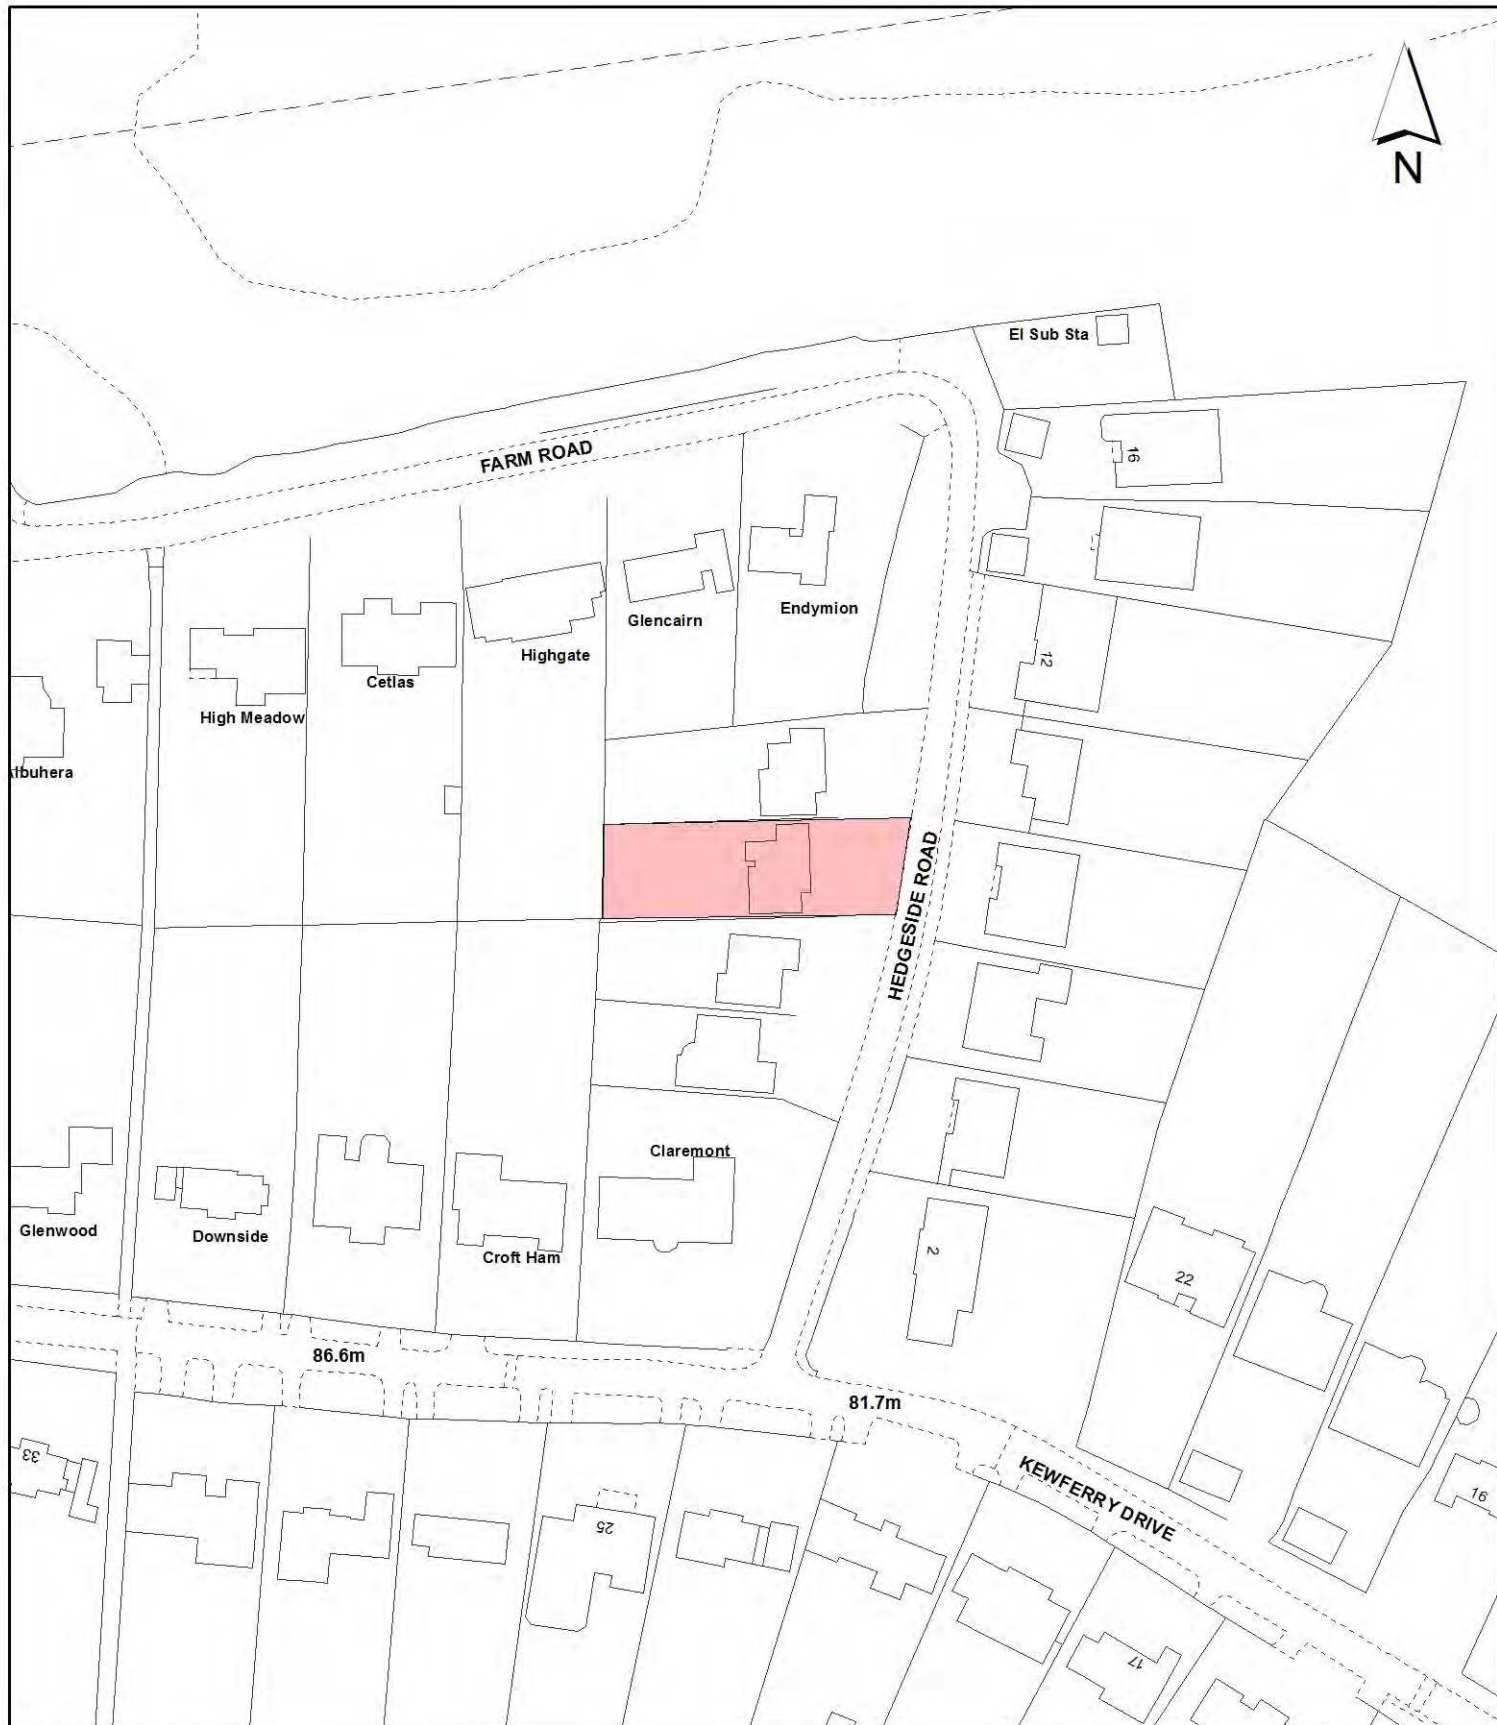 N
El Sub Sta
FARM ROAD
16
Endymion
Glencairn
Highgate
12
Cetlas
High Meadow
lbuhera
HEDGESIDE ROAD
Claremont
Glenwood
Downside
Croft Ham
2
22
86.6m
81.7m
KEWFERRY DRIVE
33
25
16
17